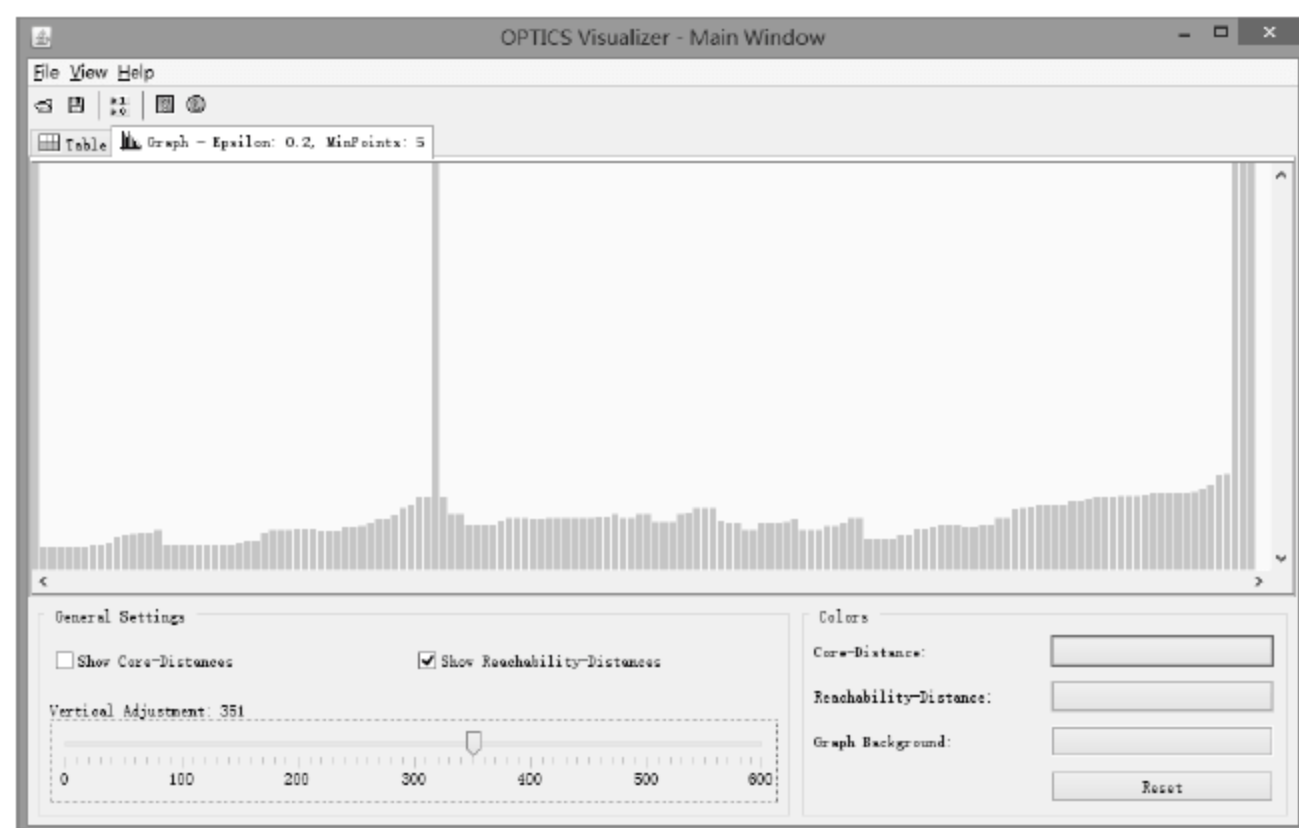 OPTICS Visualizer - Main Window
File View Help
Table Graph - Epsilon: 0.2, MinPoints: 5
General Settings
Show Core-Distances
Show Reachability-Distances
Vertical Adjustment: 351
0 100 200 300 400 500 600
Colors
Core-Distance:
Reachability-Distance:
Graph Background:
Reset